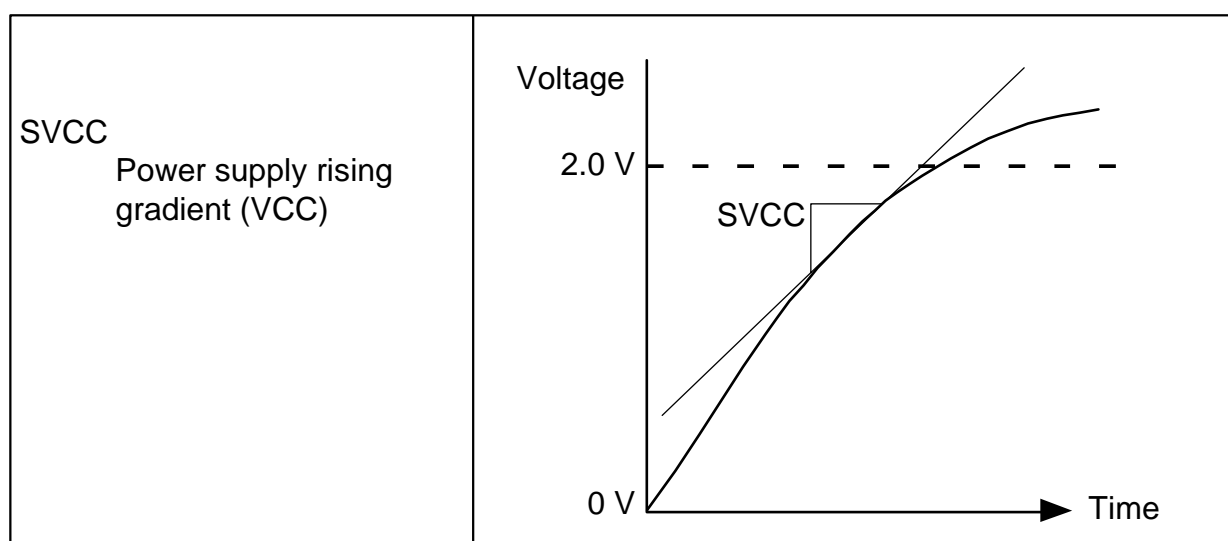 SVCC
Power supply rising
gradient (VCC)
Voltage
2.0 V
SVCC
0 V
Time